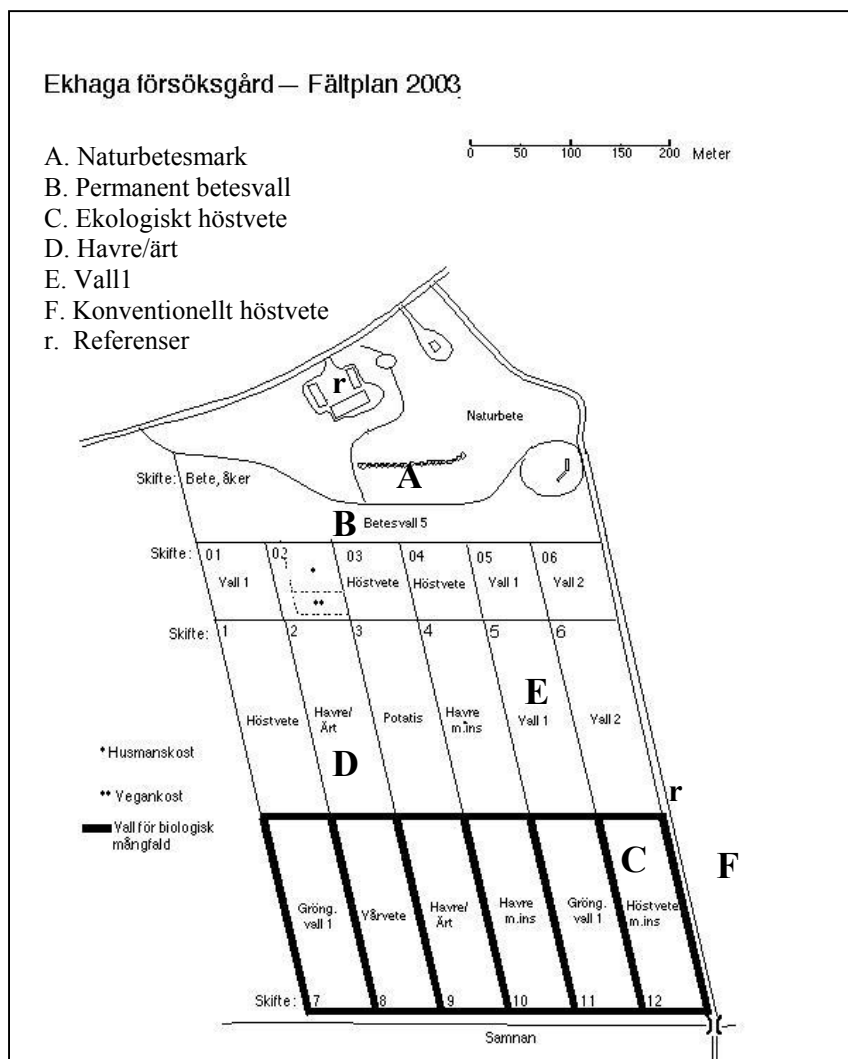 Ekhaga försöksgård — Fältplan 2003
0 50 100 150 200 Meter
A. Naturbetesmark
B. Permanent betesvall
C. Ekologiskt höstvete
D. Havre/ärt
E. Vall1
F. Konventionellt höstvete
r. Referenser
r
Naturbete
Skifte: Bete, åker
A
B
Betesvall 5
Skifte: 01 02 03 04 05 06
Vall 1 * Höstvete Höstvete Vall 1 Vall 2
**
Skifte: 1 2 3 4 5 6
E
Höstvete Havre/ Potatis Havre Vall 1 Vall 2
Ärt m.ins
D
* Husmanskost
** Vegankost
r
Vall för biologisk
mångfald
C
F
Gröng. Vårvete Havre/ Havre Gröng. Höstvete
vall 1 Ärt m.ins vall 1 m.ins
Skifte: 7 8 9 10 11 12
Samnan